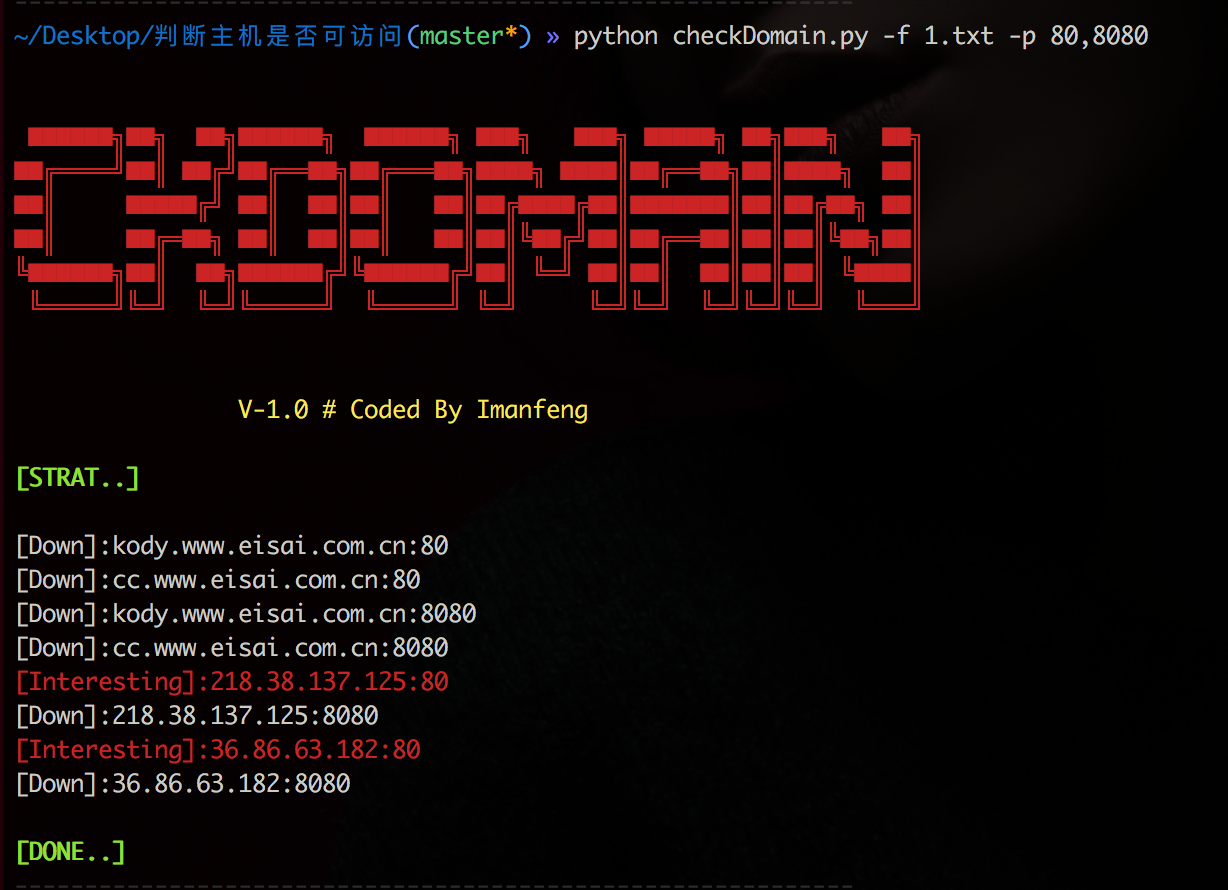 ~/Desktop/判断主机是否可访问(master*) » python checkDomain.py -f 1.txt -p 80,8080
CKDOMAIN
V-1.0 # Coded By Imanfeng
[STRAT..]
[Down]:kody.www.eisai.com.cn:80
[Down]:cc.www.eisai.com.cn:80
[Down]:kody.www.eisai.com.cn:8080
[Down]:cc.www.eisai.com.cn:8080
[Interesting]:218.38.137.125:80
[Down]:218.38.137.125:8080
[Interesting]:36.86.63.182:80
[Down]:36.86.63.182:8080
[DONE..]